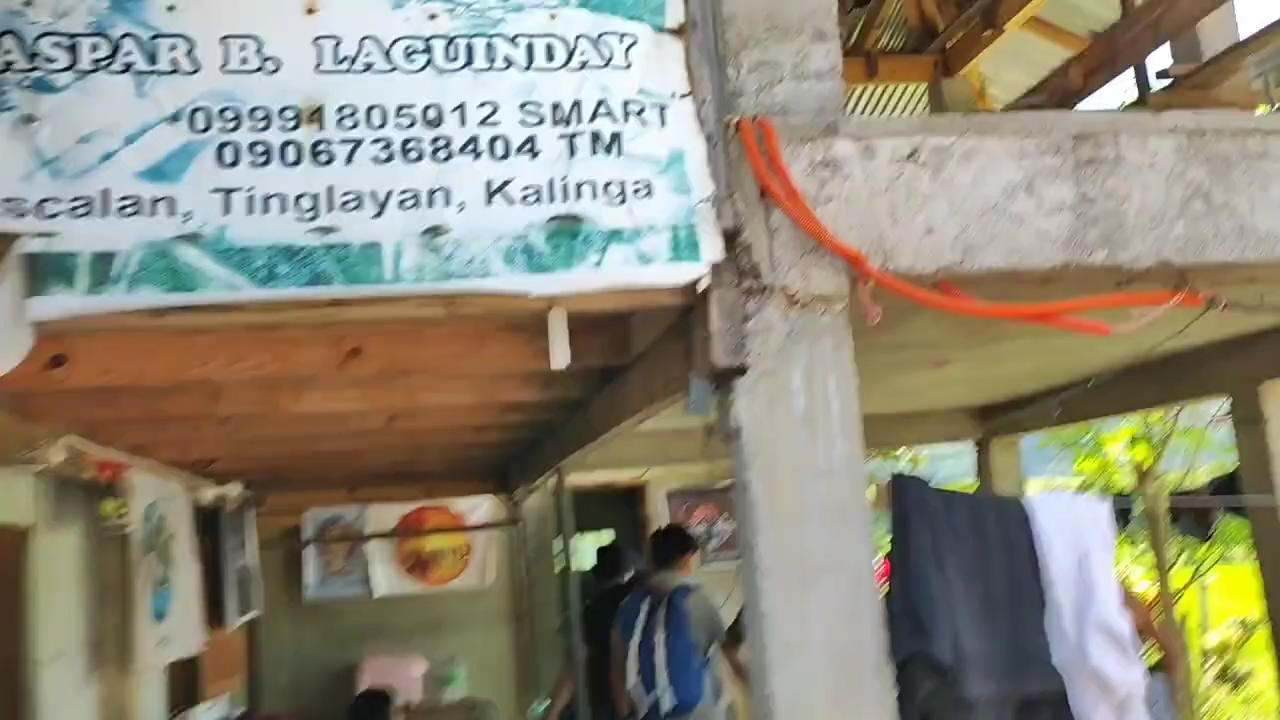 ASPAR B. LAGUINDAY
09991805012 SMART
09067368404 TM
scalan, Tinglayan, Kalinga